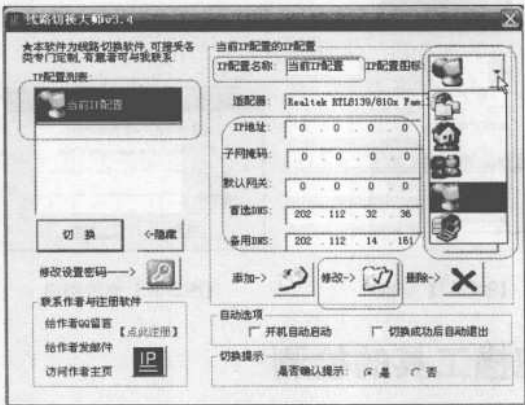 线路切换大师v3.4
★本软件为线路切换软件,可接受各
类专门定制,有意者可与我联系.
IP配置列表
当前IP配置
切 换
<-隐藏
修改设置密码——>
联系作者与注册软件
给作者QQ留言
【点此注册】
给作者发邮件
访问作者主页
IP
当前IP配置的IP配置
IP配置名称:
当前IP配置
IP配置图标:
适配器:
Realtek RTL8139/810x Fam
IP地址:
0 . 0 . 0 . 0
子网掩码:
0 . 0 . 0 . 0
默认网关:
0 . 0 . 0 . 0
首选DNS:
202 . 112 . 32 . 36
备用DNS:
202 . 112 . 14 . 161
添加->
修改->
删除->
自动选项
开机自动启动
切换成功后自动退出
切换提示
是否确认提示:
是
否